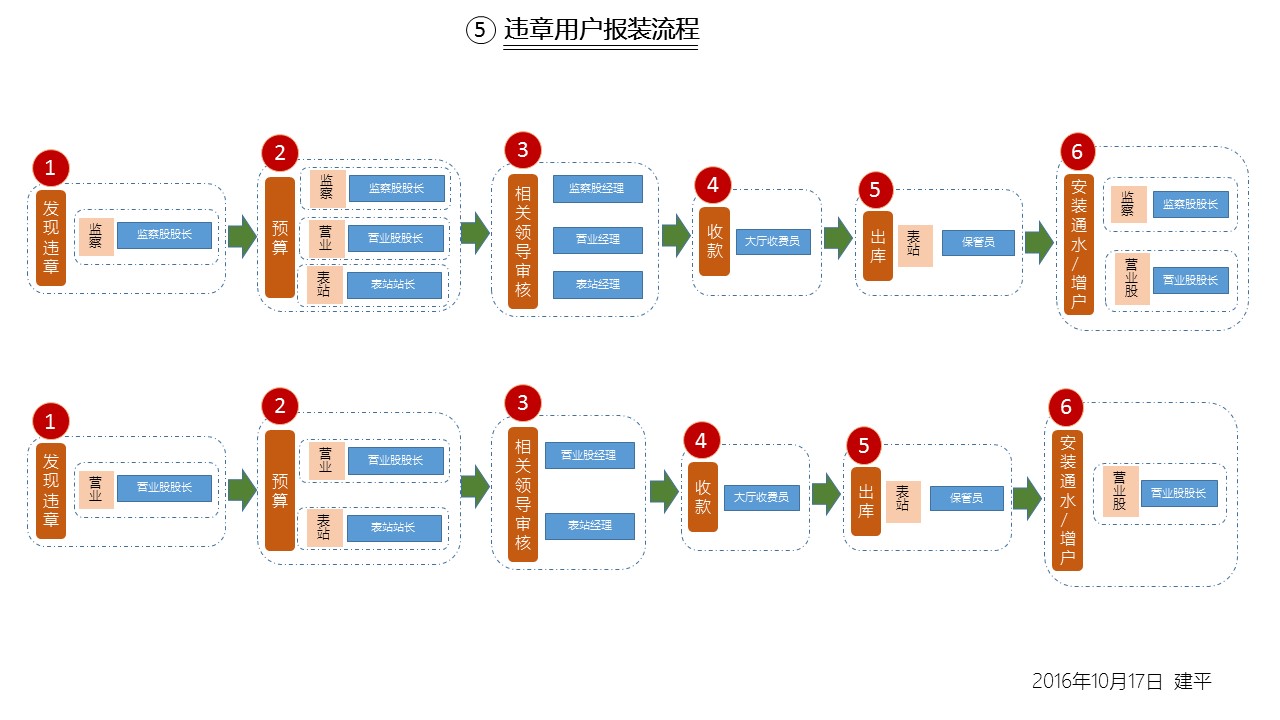 ⑤ 违章用户报装流程
1
发现违章
监察
监察股股长
2
预算
监察
监察股股长
营业
营业股股长
表站
表站站长
3
相关领导审核
监察股经理
营业经理
表站经理
4
收款
大厅收费员
5
出库
表站
保管员
6
安装通水/增户
监察
监察股股长
营业股
营业股股长
1
发现违章
营业
营业股股长
2
预算
营业
营业股股长
表站
表站站长
3
相关领导审核
营业股经理
表站经理
4
收款
大厅收费员
5
出库
表站
保管员
6
安装通水/增户
营业股
营业股股长
2016年10月17日 建平